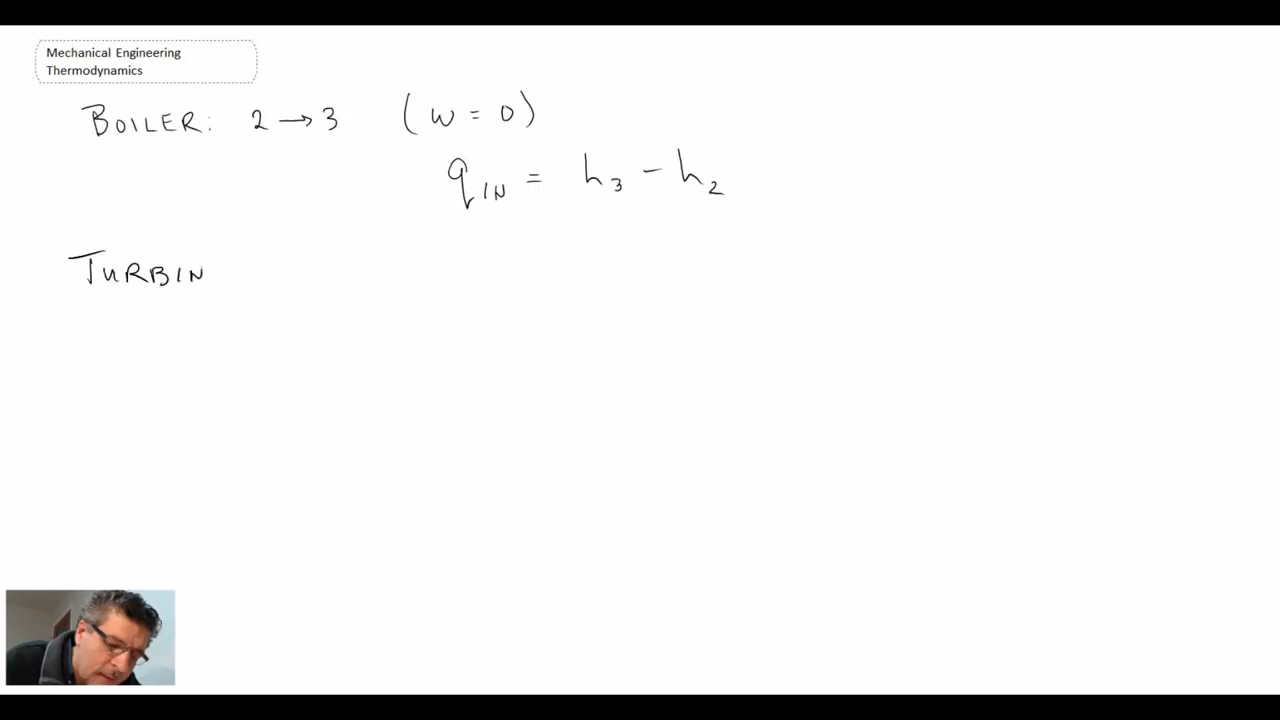 Mechanical Engineering
Thermodynamics
BOILER: 2 → 3 (w = 0)
q_IN = h_3 - h_2
TURBIN